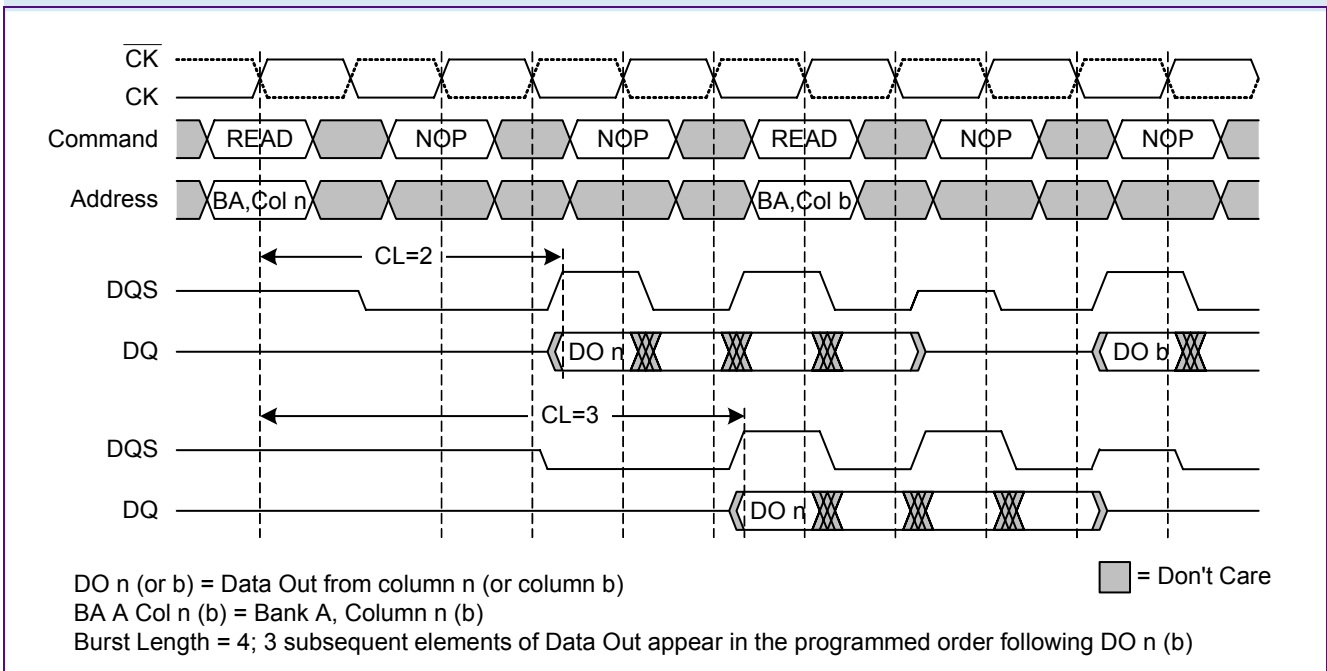 CK
CK
Command READ NOP NOP READ NOP NOP
Address BA,Col n BA,Col b
CL=2
DQS
DQ DO n DO b
CL=3
DQS
DQ DO n
DO n (or b) = Data Out from column n (or column b)
= Don't Care
BA A Col n (b) = Bank A, Column n (b)
Burst Length = 4; 3 subsequent elements of Data Out appear in the programmed order following DO n (b)